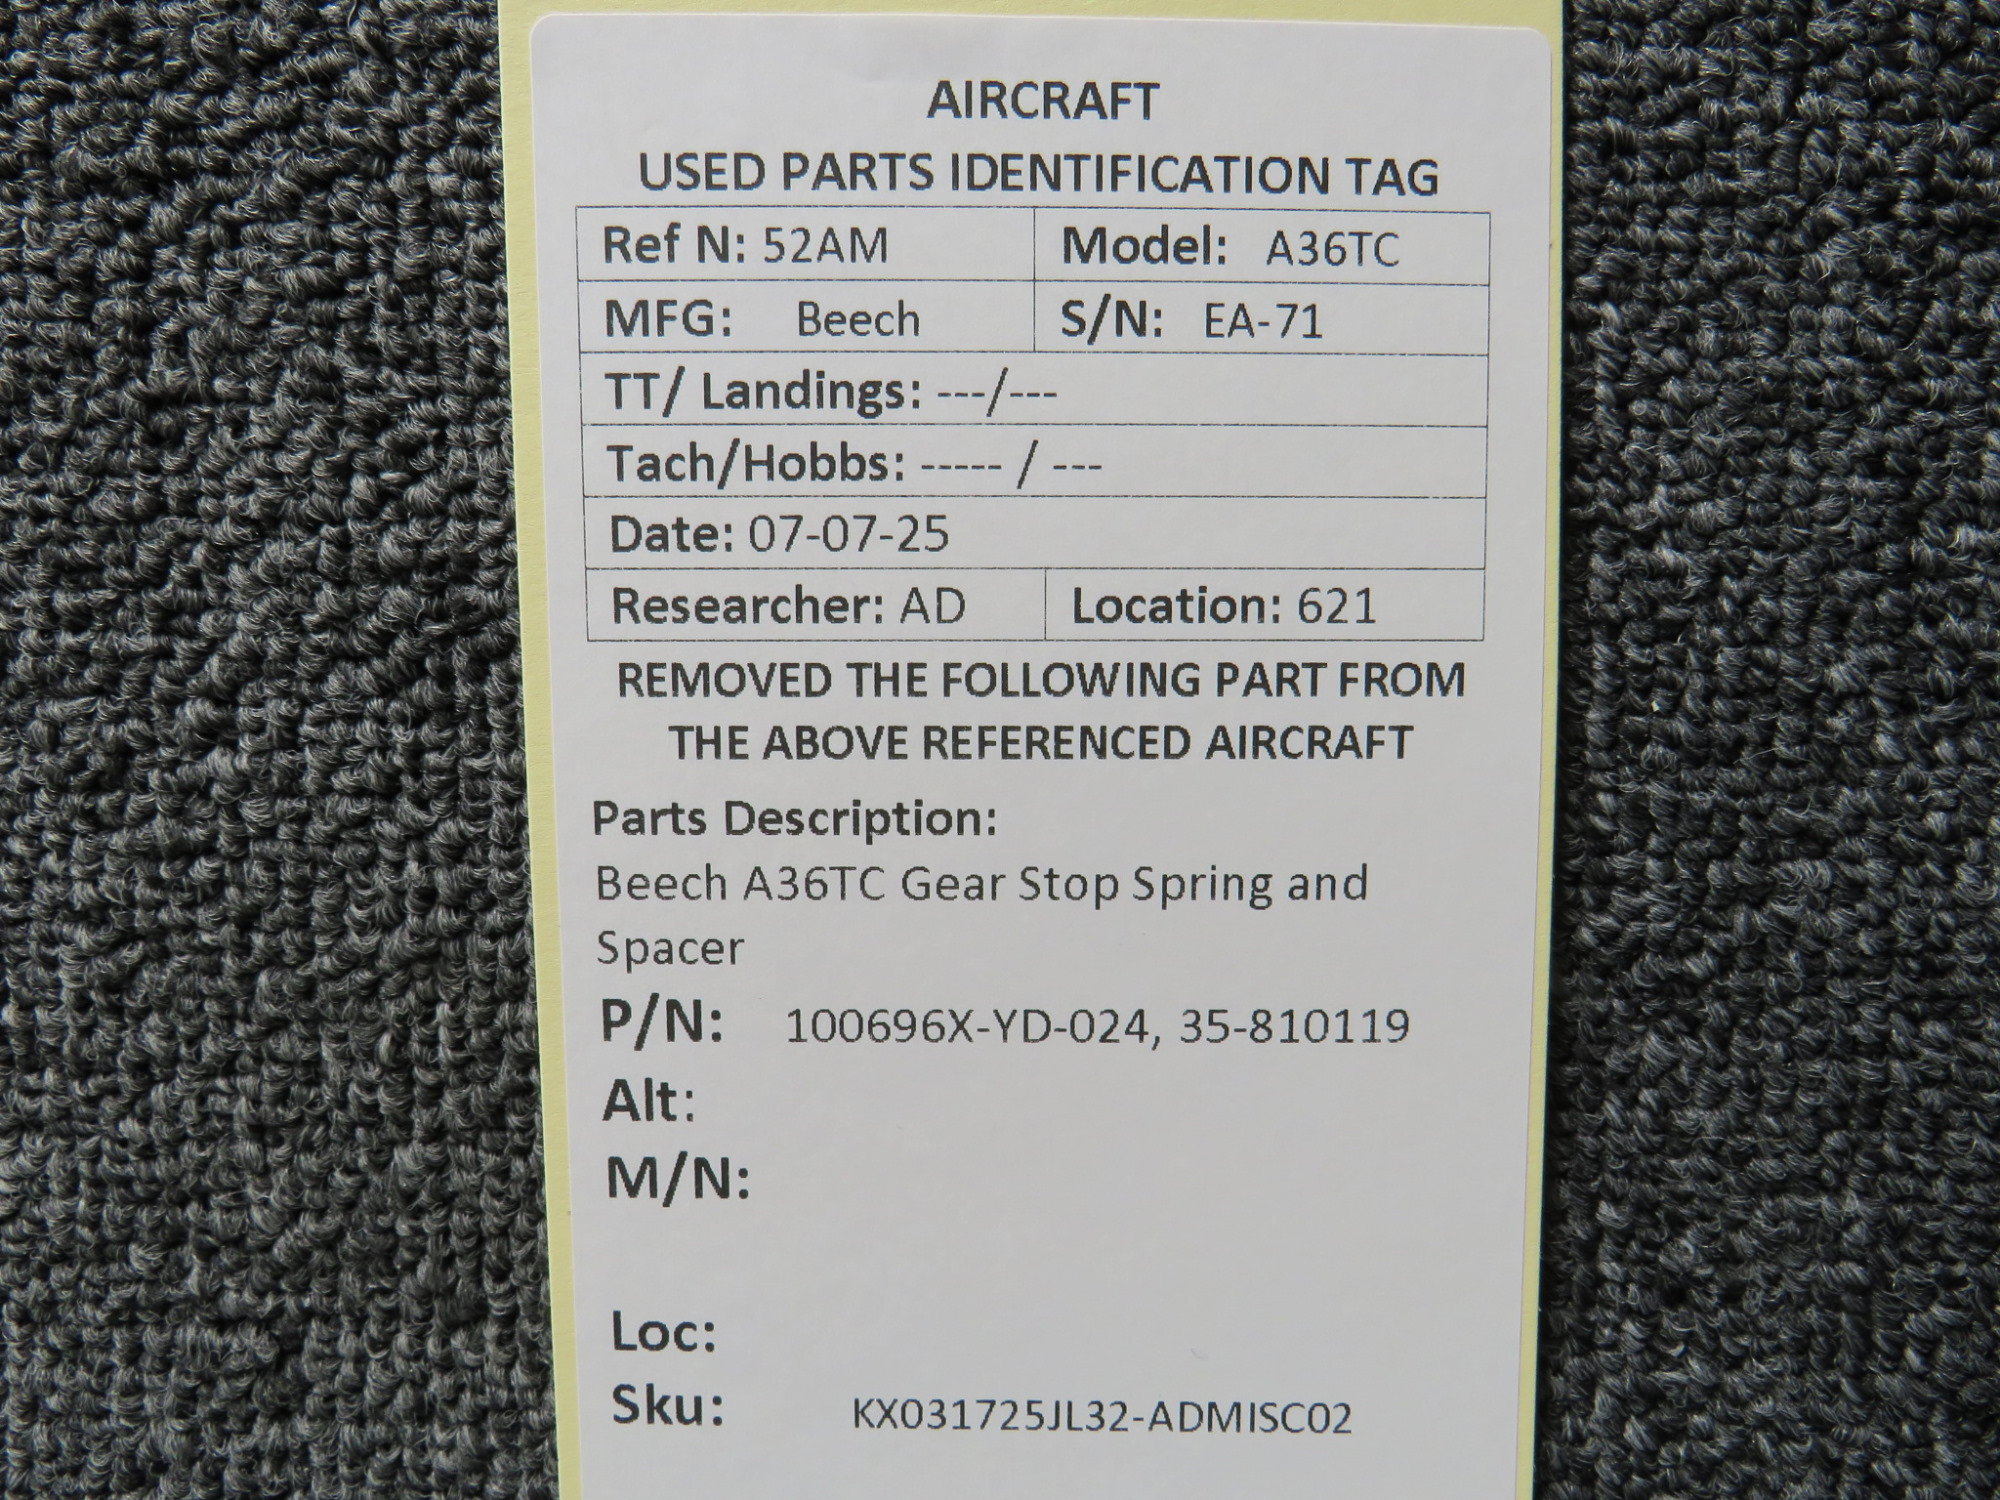 AIRCRAFT
USED PARTS IDENTIFICATION TAG
Ref N: 52AM Model: A36TC
MFG: Beech S/N: EA-71
TT/ Landings: ---/---
Tach/Hobbs: ----- / ---
Date: 07-07-25
Researcher: AD Location: 621
REMOVED THE FOLLOWING PART FROM
THE ABOVE REFERENCED AIRCRAFT
Parts Description:
Beech A36TC Gear Stop Spring and
Spacer
P/N: 100696X-YD-024, 35-810119
Alt:
M/N:
Loc:
Sku: KX031725JL32-ADMISC02